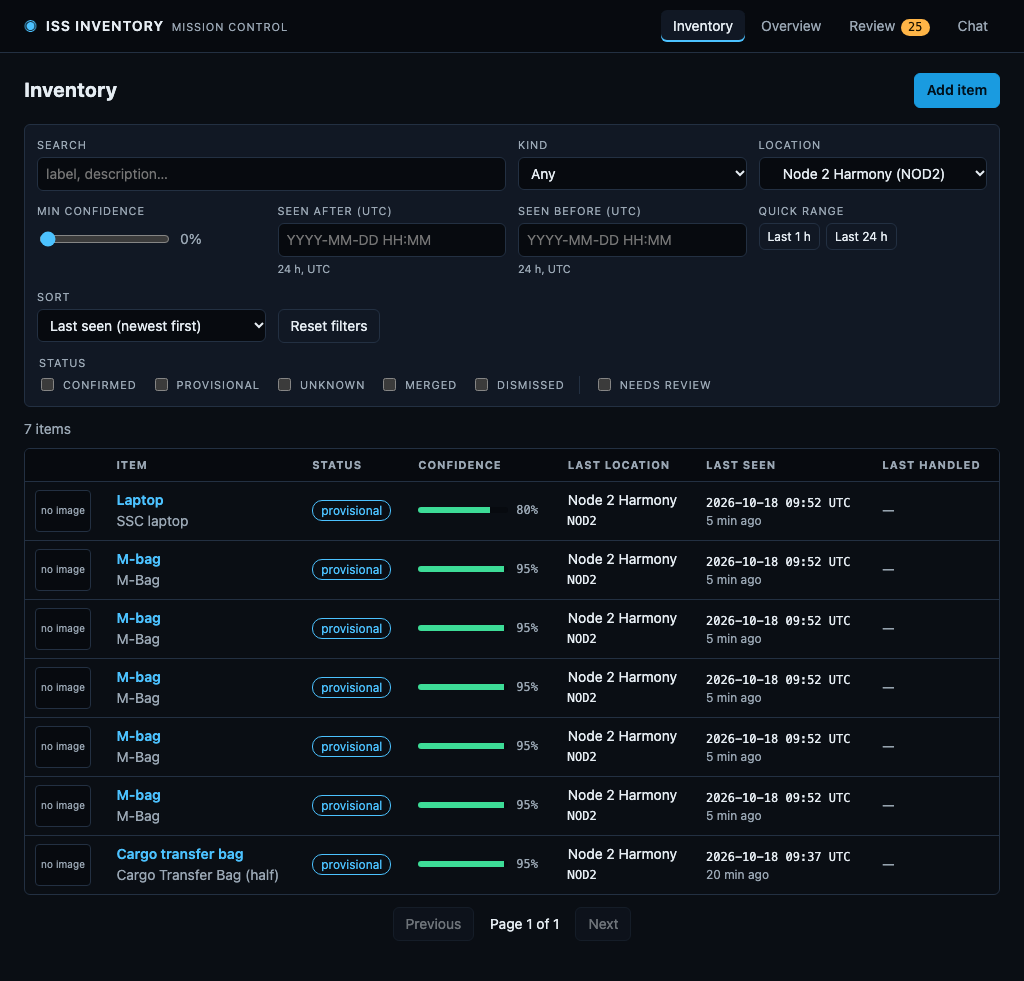 ISS INVENTORY MISSION CONTROL
Inventory Overview Review 25 Chat
Inventory
Add item
SEARCH
label, description...
KIND
Any
LOCATION
Node 2 Harmony (NOD2)
MIN CONFIDENCE
0%
SEEN AFTER (UTC)
YYYY-MM-DD HH:MM
24 h, UTC
SEEN BEFORE (UTC)
YYYY-MM-DD HH:MM
24 h, UTC
QUICK RANGE
Last 1 h Last 24 h
SORT
Last seen (newest first)
Reset filters
STATUS
CONFIRMED PROVISIONAL UNKNOWN MERGED DISMISSED NEEDS REVIEW
7 items
ITEM STATUS CONFIDENCE LAST LOCATION LAST SEEN LAST HANDLED
no image Laptop provisional 80% Node 2 Harmony 2026-10-18 09:52 UTC —
SSC laptop NOD2 5 min ago
no image M-bag provisional 95% Node 2 Harmony 2026-10-18 09:52 UTC —
M-Bag NOD2 5 min ago
no image M-bag provisional 95% Node 2 Harmony 2026-10-18 09:52 UTC —
M-Bag NOD2 5 min ago
no image M-bag provisional 95% Node 2 Harmony 2026-10-18 09:52 UTC —
M-Bag NOD2 5 min ago
no image M-bag provisional 95% Node 2 Harmony 2026-10-18 09:52 UTC —
M-Bag NOD2 5 min ago
no image M-bag provisional 95% Node 2 Harmony 2026-10-18 09:52 UTC —
M-Bag NOD2 5 min ago
no image Cargo transfer bag provisional 95% Node 2 Harmony 2026-10-18 09:37 UTC —
Cargo Transfer Bag (half) NOD2 20 min ago
Previous Page 1 of 1 Next